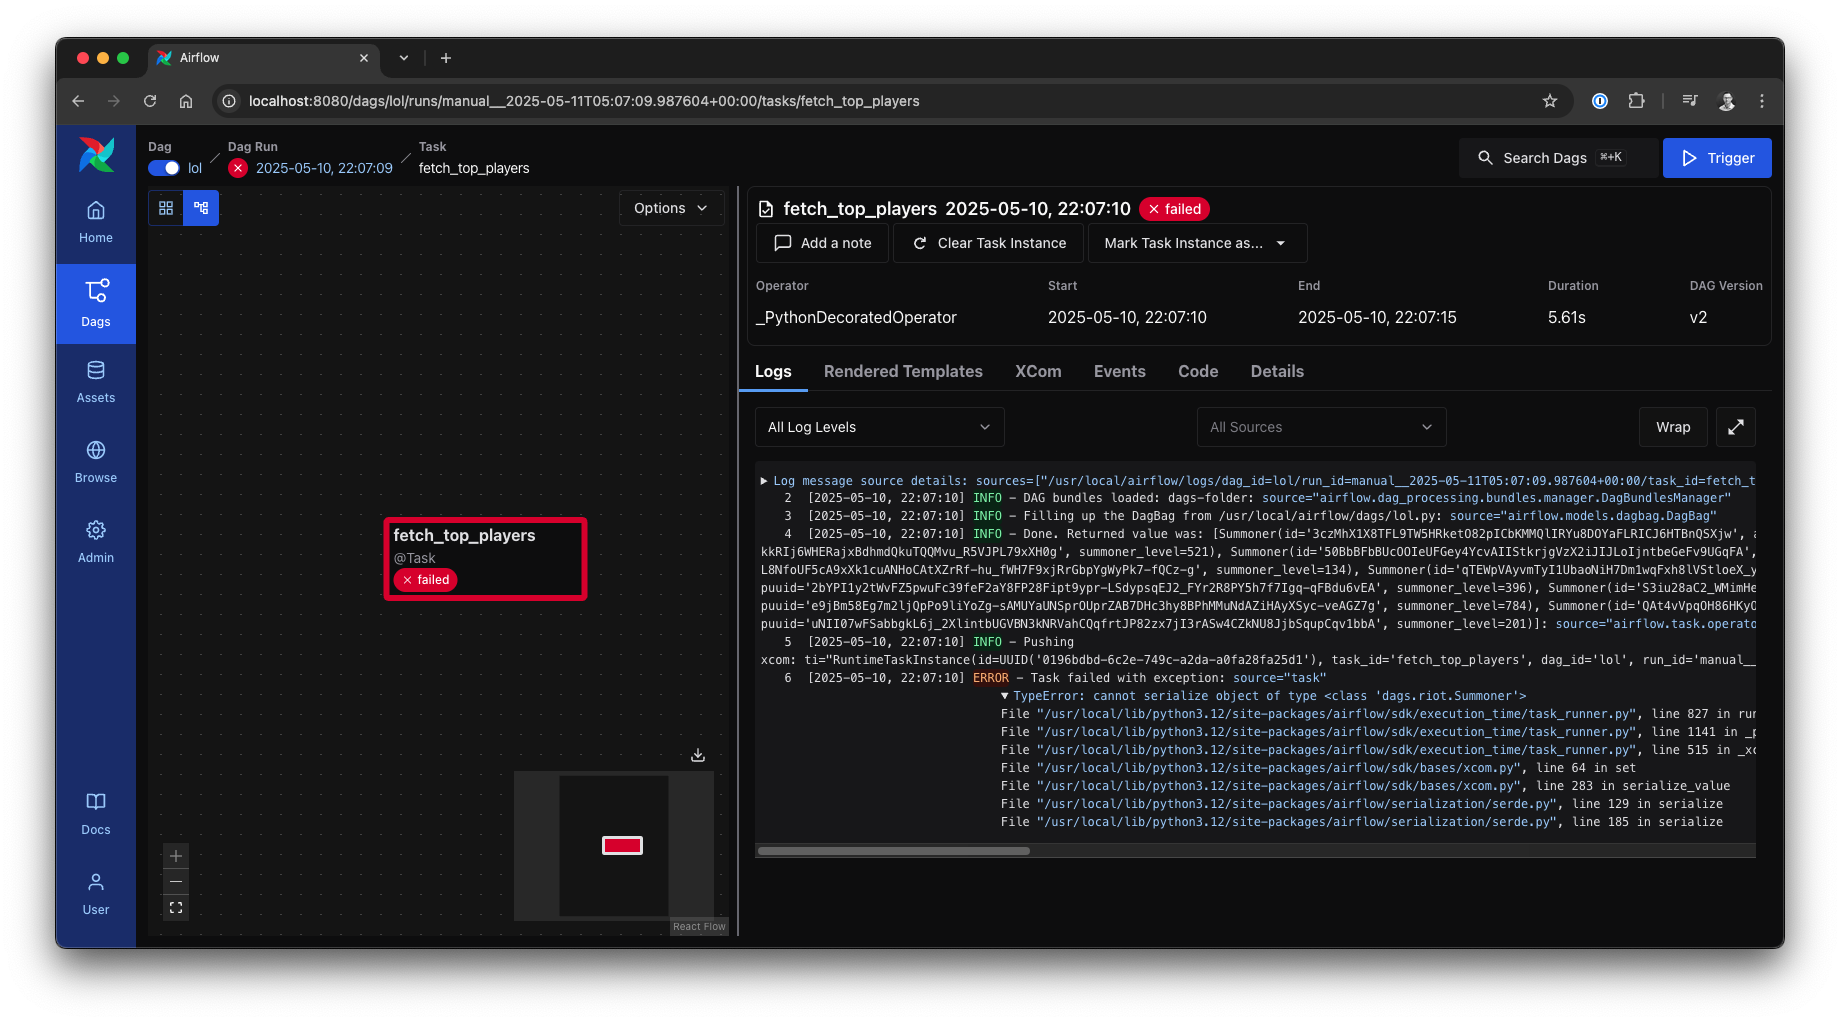 Airflow
localhost:8080/dags/lol/runs/manual__2025-05-11T05:07:09.987604+00:00/tasks/fetch_top_players
Dag
lol
Dag Run
2025-05-10, 22:07:09
Task
fetch_top_players
Search Dags
⌘+K
Trigger
Home
Dags
Assets
Browse
Admin
Docs
User
Options
fetch_top_players
@Task
failed
React Flow
fetch_top_players 2025-05-10, 22:07:10 failed
Add a note
Clear Task Instance
Mark Task Instance as...
Operator Start End Duration DAG Version
_PythonDecoratedOperator 2025-05-10, 22:07:10 2025-05-10, 22:07:15 5.61s v2
Logs Rendered Templates XCom Events Code Details
All Log Levels
All Sources
Wrap
Log message source details: sources=["/usr/local/airflow/logs/dag_id=lol/run_id=manual__2025-05-11T05:07:09.987604+00:00/task_id=fetch_t
2 [2025-05-10, 22:07:10] INFO - DAG bundles loaded: dags-folder: source="airflow.dag_processing.bundles.manager.DagBundlesManager"
3 [2025-05-10, 22:07:10] INFO - Filling up the DagBag from /usr/local/airflow/dags/lol.py: source="airflow.models.dagbag.DagBag"
4 [2025-05-10, 22:07:10] INFO - Done. Returned value was: [Summoner(id='3czMhX1X8TFL9TW5HRketO82pICbKMMQlIRYu8DOYaFLRICJ6HTBnQSXjw', a
kkRIj6WHERajxBdhmdQkuTQQMvu_R5VJPL79xXH0g', summoner_level=521), Summoner(id='50BbBFbBUcOOIeUFGey4YcvAIIStkrjgVzX2iJIJLoIjntbeGeFv9UGqFA',
L8NfoUF5cA9xXk1cuANHoCAtXZrRf-hu_fWH7F9xjRrGbpYgWyPk7-fQCz-g', summoner_level=134), Summoner(id='qTEWpVAyvmTyI1UbaoNiH7Dm1wqFxh8lVStloeX_y
puuid='2bYPI1y2tWvFZ5pwuFc39feF2aY8FP28Fipt9ypr-LSdypsqEJ2_FYr2R8PY5h7f7Igq-qFBdu6vEA', summoner_level=396), Summoner(id='S3iu28aC2_WMimHe
puuid='e9jBm58Eg7m2ljQpPo9liYoZg-sAMUYaUNSprOUprZAB7DHc3hy8BPhMMuNdAZiHAyXSyc-veAGZ7g', summoner_level=784), Summoner(id='QAt4vVpqOH86HKyO
puuid='uNII07wFSabbgkL6j_2XlintbUGVBN3kNRVahCQqfrtJP82zx7jI3rASw4CZkNU8JjbSqupCqv1bbA', summoner_level=201)]: source="airflow.task.operato
5 [2025-05-10, 22:07:10] INFO - Pushing
xcom: ti="RuntimeTaskInstance(id=UUID('0196bdbd-6c2e-749c-a2da-a0fa28fa25d1'), task_id='fetch_top_players', dag_id='lol', run_id='manual__
6 [2025-05-10, 22:07:10] ERROR - Task failed with exception: source="task"
TypeError: cannot serialize object of type <class 'dags.riot.Summoner'>
File "/usr/local/lib/python3.12/site-packages/airflow/sdk/execution_time/task_runner.py", line 827 in run
File "/usr/local/lib/python3.12/site-packages/airflow/sdk/execution_time/task_runner.py", line 1141 in _p
File "/usr/local/lib/python3.12/site-packages/airflow/sdk/execution_time/task_runner.py", line 515 in _xc
File "/usr/local/lib/python3.12/site-packages/airflow/sdk/bases/xcom.py", line 64 in set
File "/usr/local/lib/python3.12/site-packages/airflow/sdk/bases/xcom.py", line 283 in serialize_value
File "/usr/local/lib/python3.12/site-packages/airflow/serialization/serde.py", line 129 in serialize
File "/usr/local/lib/python3.12/site-packages/airflow/serialization/serde.py", line 185 in serialize